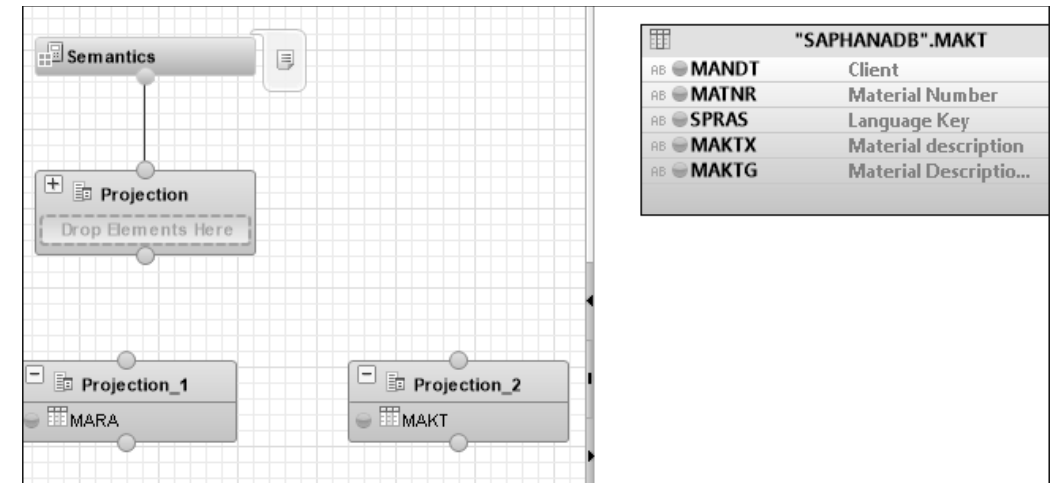 Semantics
Projection
Drop Elements Here
Projection_1
MARA
Projection_2
MAKT
"SAPHANADB".MAKT
AB MANDT Client
AB MATNR Material Number
AB SPRAS Language Key
AB MAKTX Material description
AB MAKTG Material Descriptio...